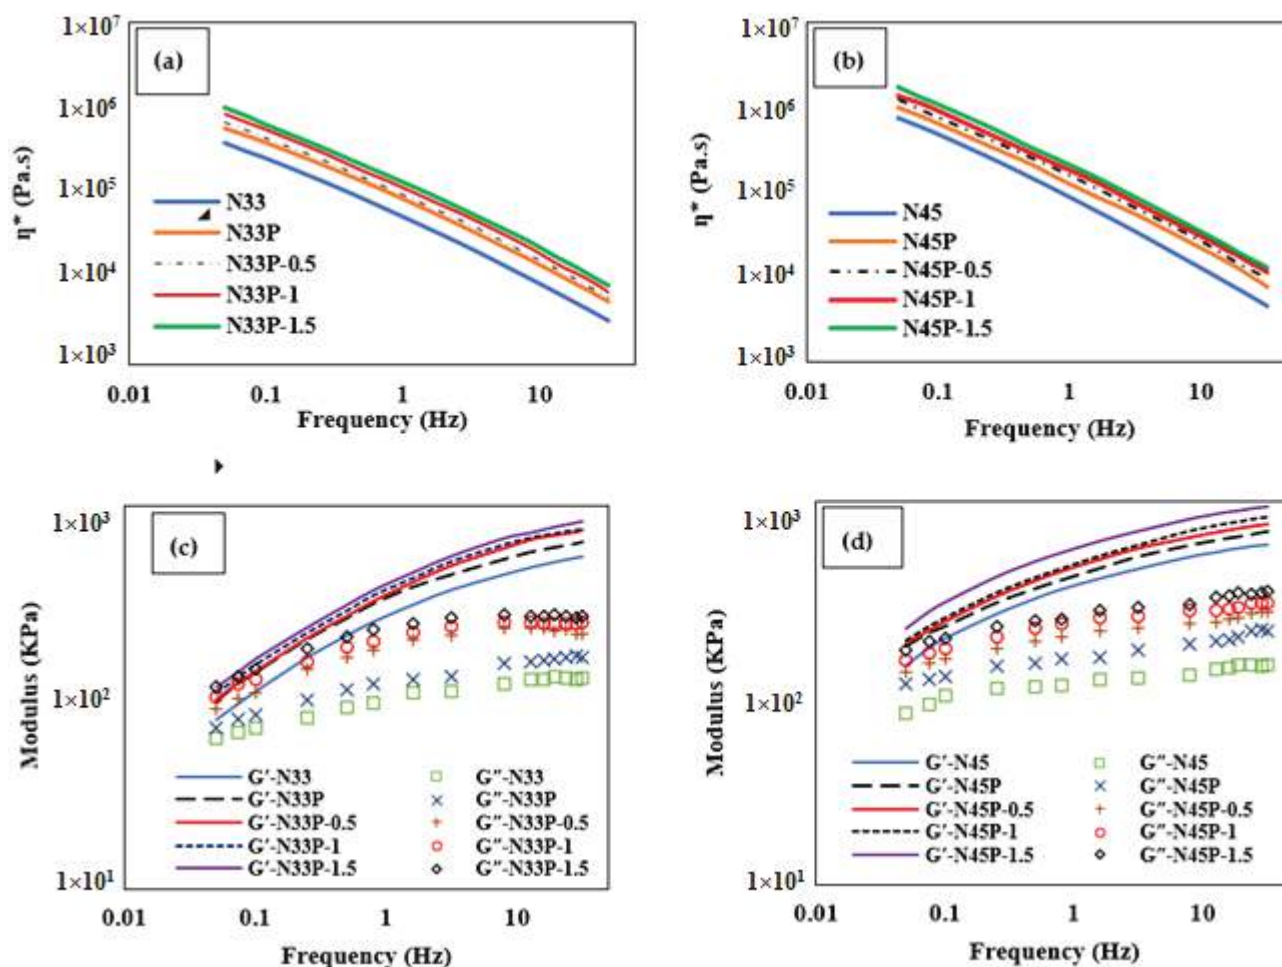 1×10⁷
1×10⁶
1×10⁵
1×10⁴
1×10³
η* (Pa.s)
(a)
N33
N33P
N33P-0.5
N33P-1
N33P-1.5
0.01 0.1 1 10
Frequency (Hz)
1×10⁷
1×10⁶
1×10⁵
1×10⁴
1×10³
η* (Pa.s)
(b)
N45
N45P
N45P-0.5
N45P-1
N45P-1.5
0.01 0.1 1 10
Frequency (Hz)
1×10³
1×10²
1×10¹
Modulus (KPa)
(c)
G′-N33 G″-N33
G′-N33P G″-N33P
G′-N33P-0.5 G″-N33P-0.5
G′-N33P-1 G″-N33P-1
G′-N33P-1.5 G″-N33P-1.5
0.01 0.1 1 10
Frequency (Hz)
1×10³
1×10²
1×10¹
Modulus (KPa)
(d)
G′-N45 G″-N45
G′-N45P G″-N45P
G′-N45P-0.5 G″-N45P-0.5
G′-N45P-1 G″-N45P-1
G′-N45P-1.5 G″-N45P-1.5
0.01 0.1 1 10
Frequency (Hz)